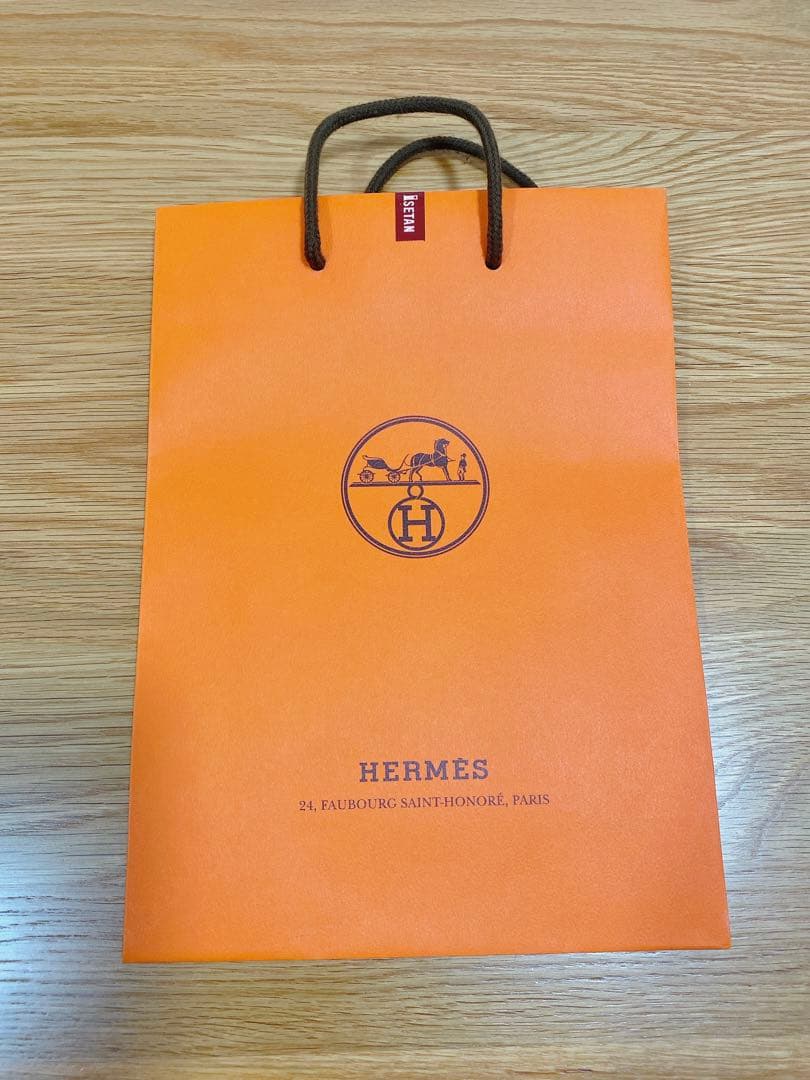 ISETAN
H
HERMÈS
24, FAUBOURG SAINT-HONORÉ, PARIS